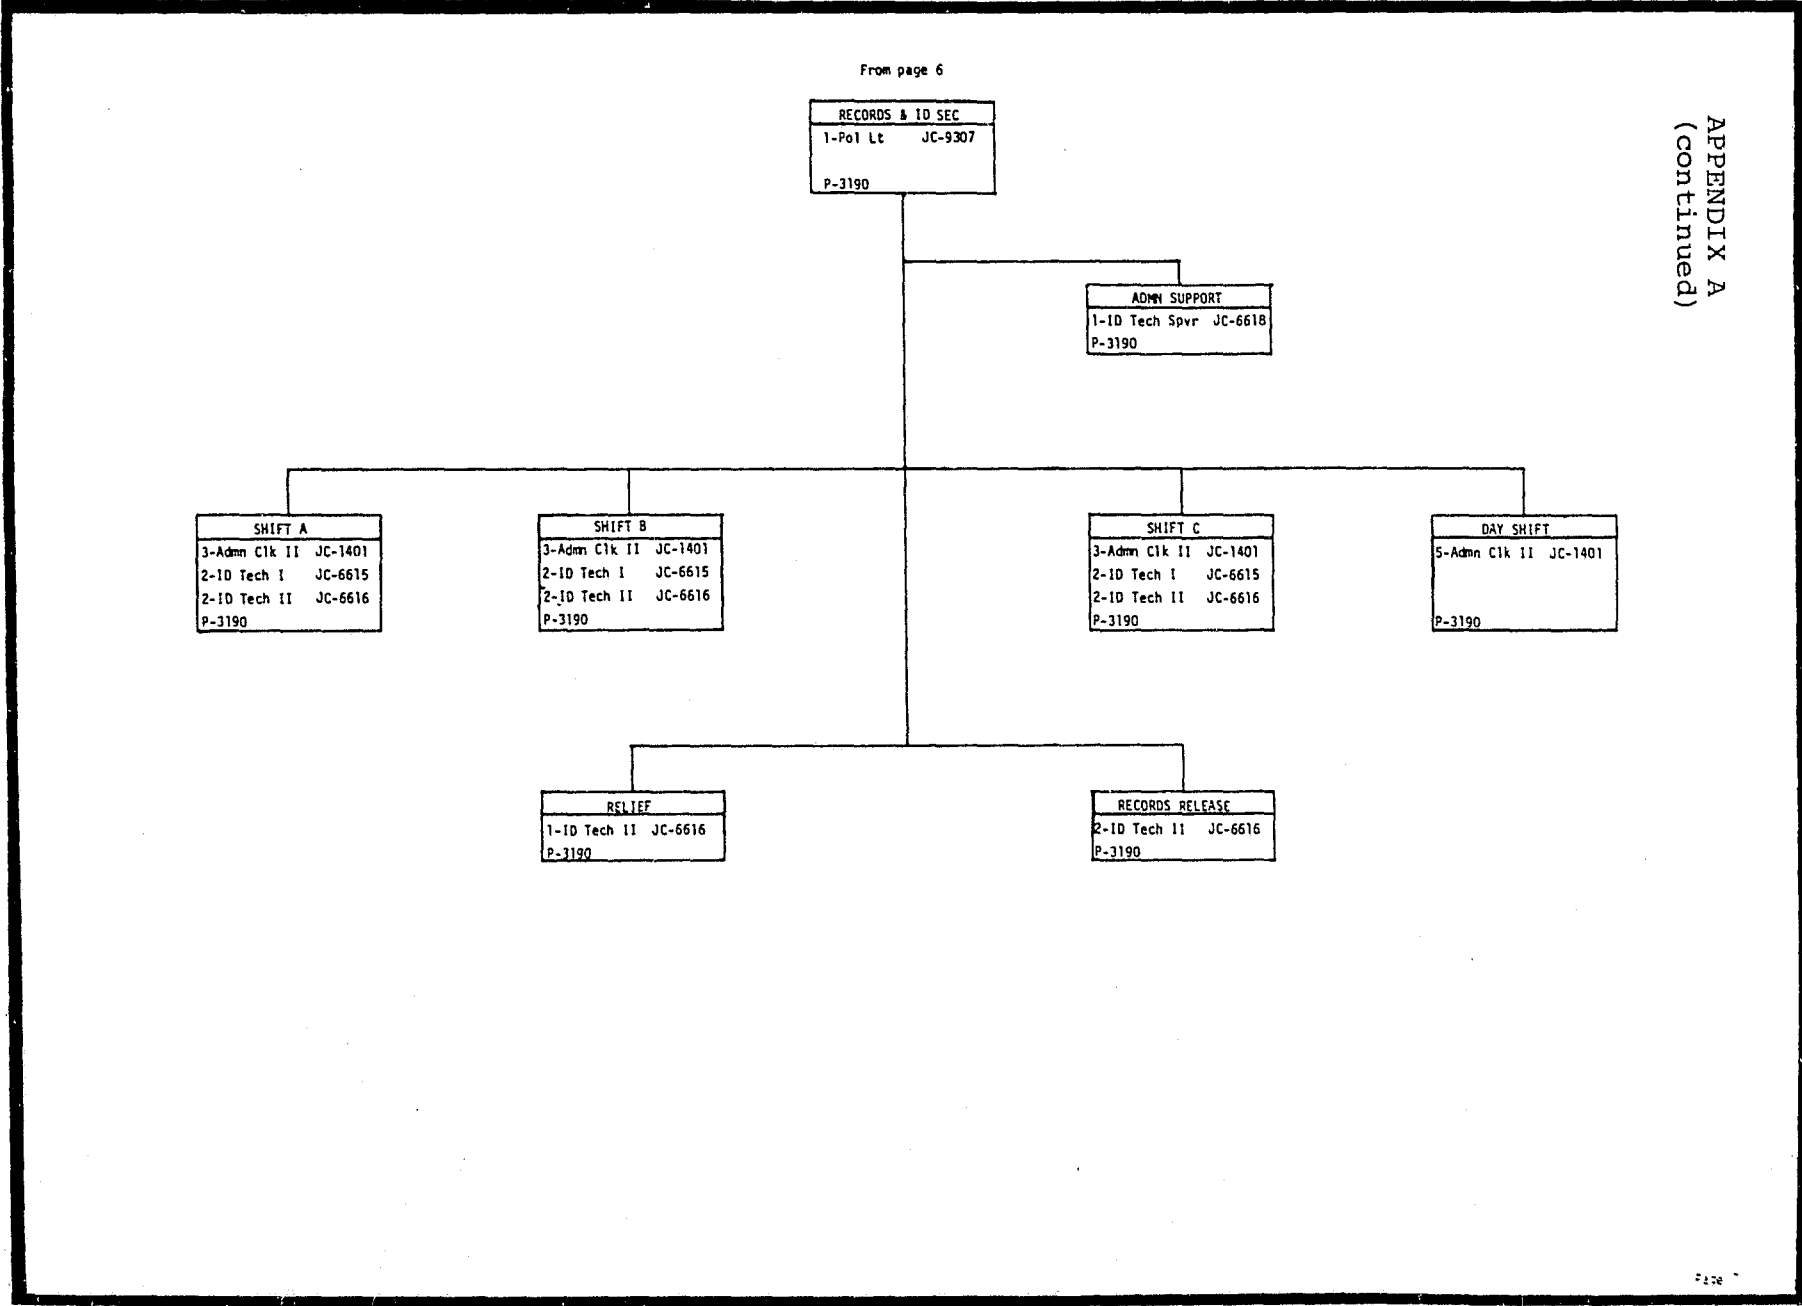 From page 6
APPENDIX A
(continued)
RECORDS & ID SEC
1-Pol Lt JC-9307
P-3190
ADMN SUPPORT
1-ID Tech Spvr JC-6618
P-3190
SHIFT A
3-Admn Clk II JC-1401
2-ID Tech I JC-6615
2-ID Tech II JC-6616
P-3190
SHIFT B
3-Admn Clk II JC-1401
2-ID Tech I JC-6615
2-ID Tech II JC-6616
P-3190
SHIFT C
3-Admn Clk II JC-1401
2-ID Tech I JC-6615
2-ID Tech II JC-6616
P-3190
DAY SHIFT
5-Admn Clk II JC-1401
P-3190
RELIEF
1-ID Tech II JC-6616
P-3190
RECORDS RELEASE
2-ID Tech II JC-6616
P-3190
Page